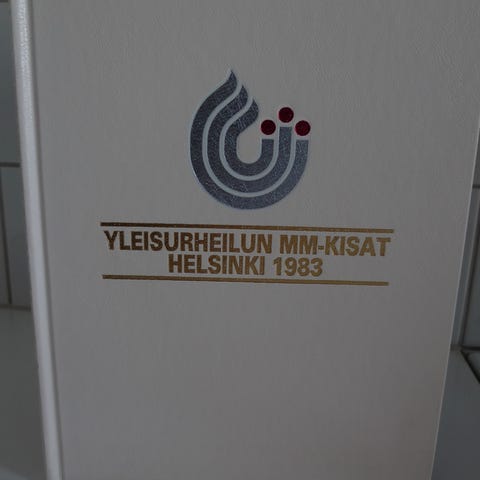 YLEISURHEILUN MM-KISAT
HELSINKI 1983